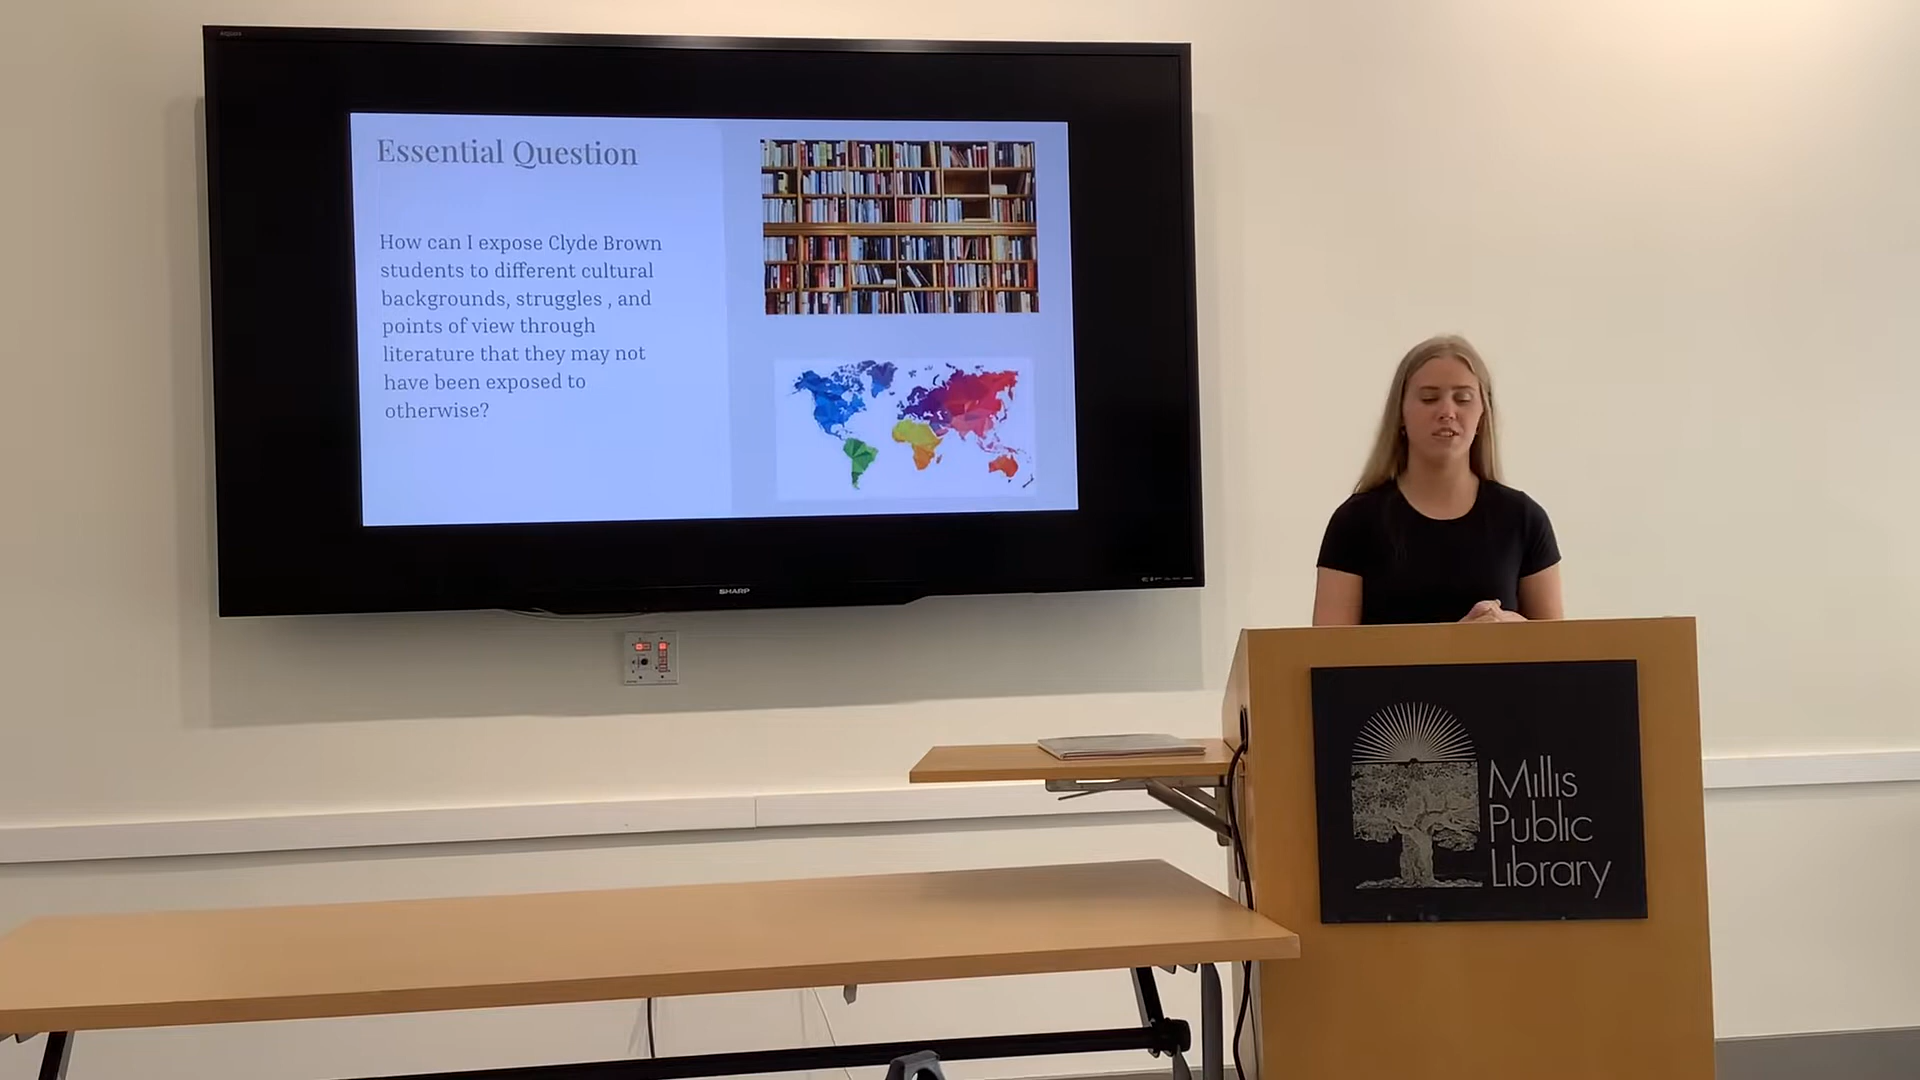 AQUOS
Essential Question
How can I expose Clyde Brown
students to different cultural
backgrounds, struggles , and
points of view through
literature that they may not
have been exposed to
otherwise?
SHARP
Millis
Public
Library